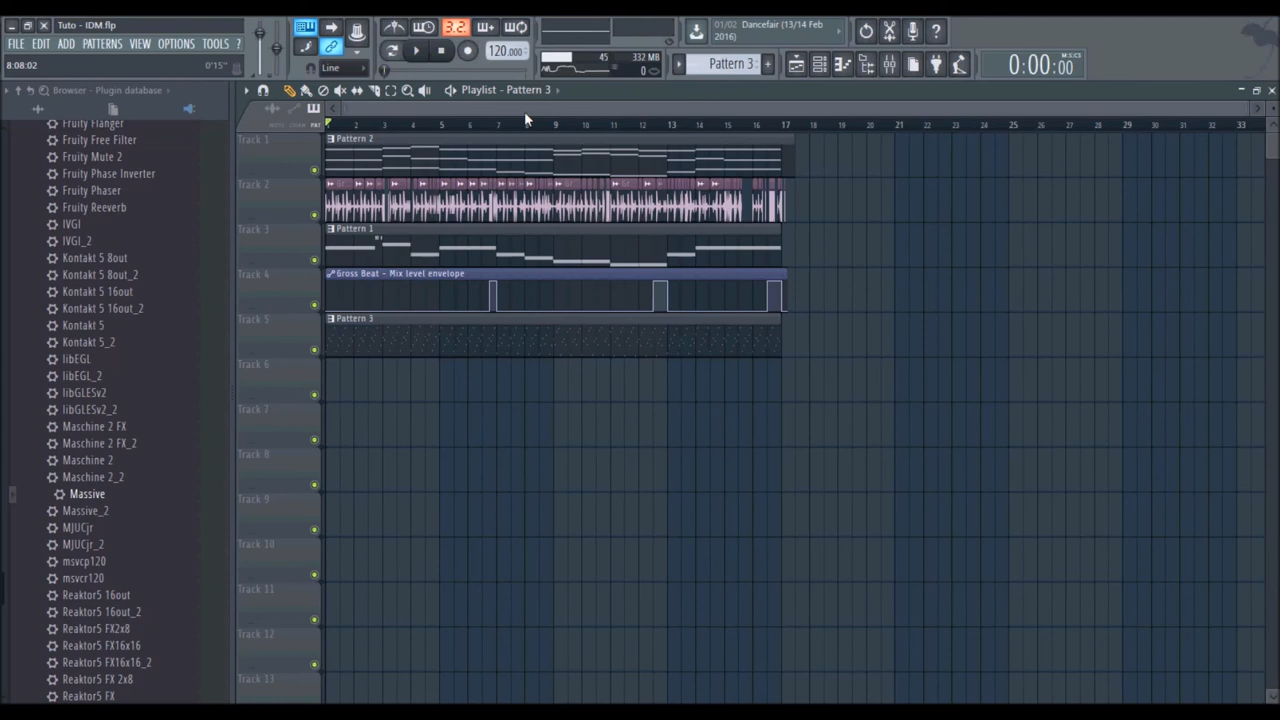 Tuto - IDM.flp
FILE EDIT ADD PATTERNS VIEW OPTIONS TOOLS ?
8:08:02 0'15"
Line
3.2
120.000
45 332 MB
0
01/02 Dancefair (13/14 Feb 2016)
Pattern 3
0:00:00
M:S:CS
Browser - Plugin database
Playlist - Pattern 3
Fruity Flanger
Fruity Free Filter
Fruity Mute 2
Fruity Phase Inverter
Fruity Phaser
Fruity Reeverb
IVGI
IVGI_2
Kontakt 5 8out
Kontakt 5 8out_2
Kontakt 5 16out
Kontakt 5 16out_2
Kontakt 5
Kontakt 5_2
libEGL
libEGL_2
libGLESv2
libGLESv2_2
Maschine 2 FX
Maschine 2 FX_2
Maschine 2
Maschine 2_2
Massive
Massive_2
MJUCjr
MJUCjr_2
msvcp120
msvcr120
Reaktor5 16out
Reaktor5 16out_2
Reaktor5 FX2x8
Reaktor5 FX16x16
Reaktor5 FX16x16_2
Reaktor5 FX 2x8
Reaktor5 FX
NOTE CHAN PAT
2 3 4 5 6 7 8 9 10 11 12 13 14 15 16 17 18 19 20 21 22 23 24 25 26 27 28 29 30 31 32 33
Track 1
Pattern 2
Track 2
Track 3
Pattern 1
Track 4
Gross Beat - Mix level envelope
Track 5
Pattern 3
Track 6
Track 7
Track 8
Track 9
Track 10
Track 11
Track 12
Track 13